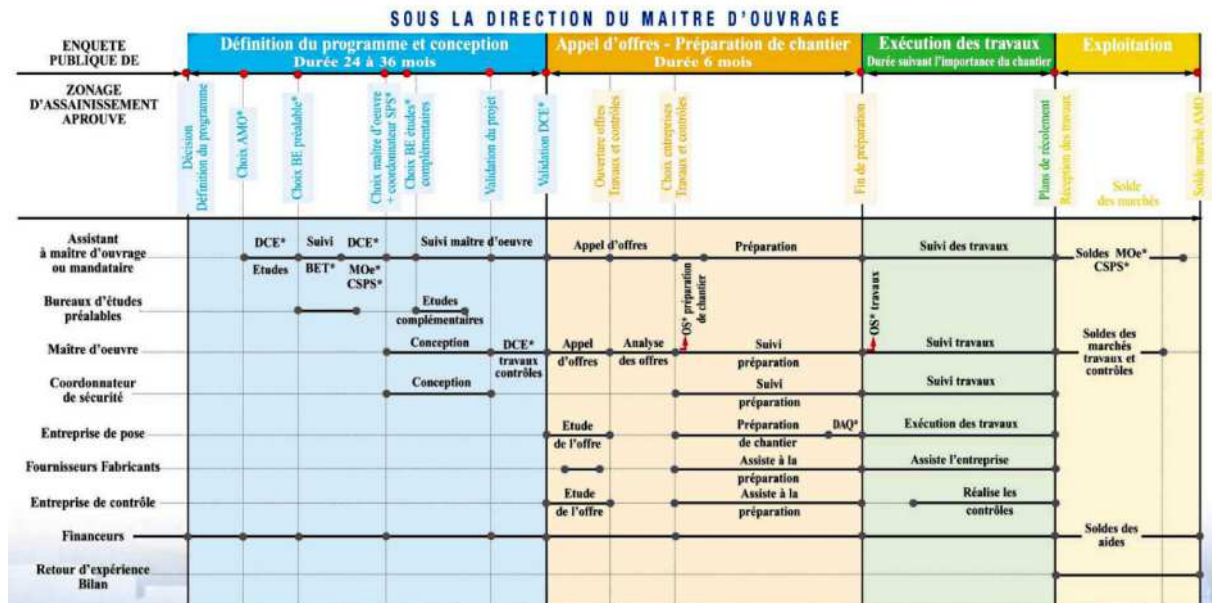 SOUS LA DIRECTION DU MAITRE D'OUVRAGE
ENQUETE
PUBLIQUE DE
ZONAGE
D'ASSAINISSEMENT
APROUVE
Définition du programme et conception
Durée 24 à 36 mois
Appel d'offres - Préparation de chantier
Durée 6 mois
Exécution des travaux
Durée suivant l'importance du chantier
Exploitation
Décision
Définition du programme
Choix AMO*
Choix BE préalable*
Choix maître d'oeuvre
+ coordonnateur SPS*
Choix BE études*
complémentaires
Validation du projet
Validation DCE*
Ouverture offres
Travaux et contrôles
Choix entreprises
Travaux et contrôles
Fin de préparation
Plans de récolement
Réception des travaux
Solde
des marchés
Solde marché AMO
Assistant
à maître d'ouvrage
ou mandataire
DCE*
Etudes
Suivi
BET*
DCE*
MOe*
CSPS*
Suivi maître d'oeuvre
Appel d'offres
Préparation
Suivi des travaux
Soldes MOe*
CSPS*
Bureaux d'études
préalables
Etudes
complémentaires
OS* préparation
de chantier
OS* travaux
Maître d'oeuvre
Conception
DCE*
travaux
contrôles
Appel
d'offres
Analyse
des offres
Suivi
préparation
Suivi travaux
Soldes des
marchés
travaux et
contrôles
Coordonnateur
de sécurité
Conception
Suivi
préparation
Suivi travaux
Entreprise de pose
Etude
de l'offre
Préparation
de chantier
DAQ*
Exécution des travaux
Fournisseurs Fabricants
Assiste à la
préparation
Assiste l'entreprise
Entreprise de contrôle
Etude
de l'offre
Assiste à la
préparation
Réalise les
contrôles
Financeurs
Soldes des
aides
Retour d'expérience
Bilan